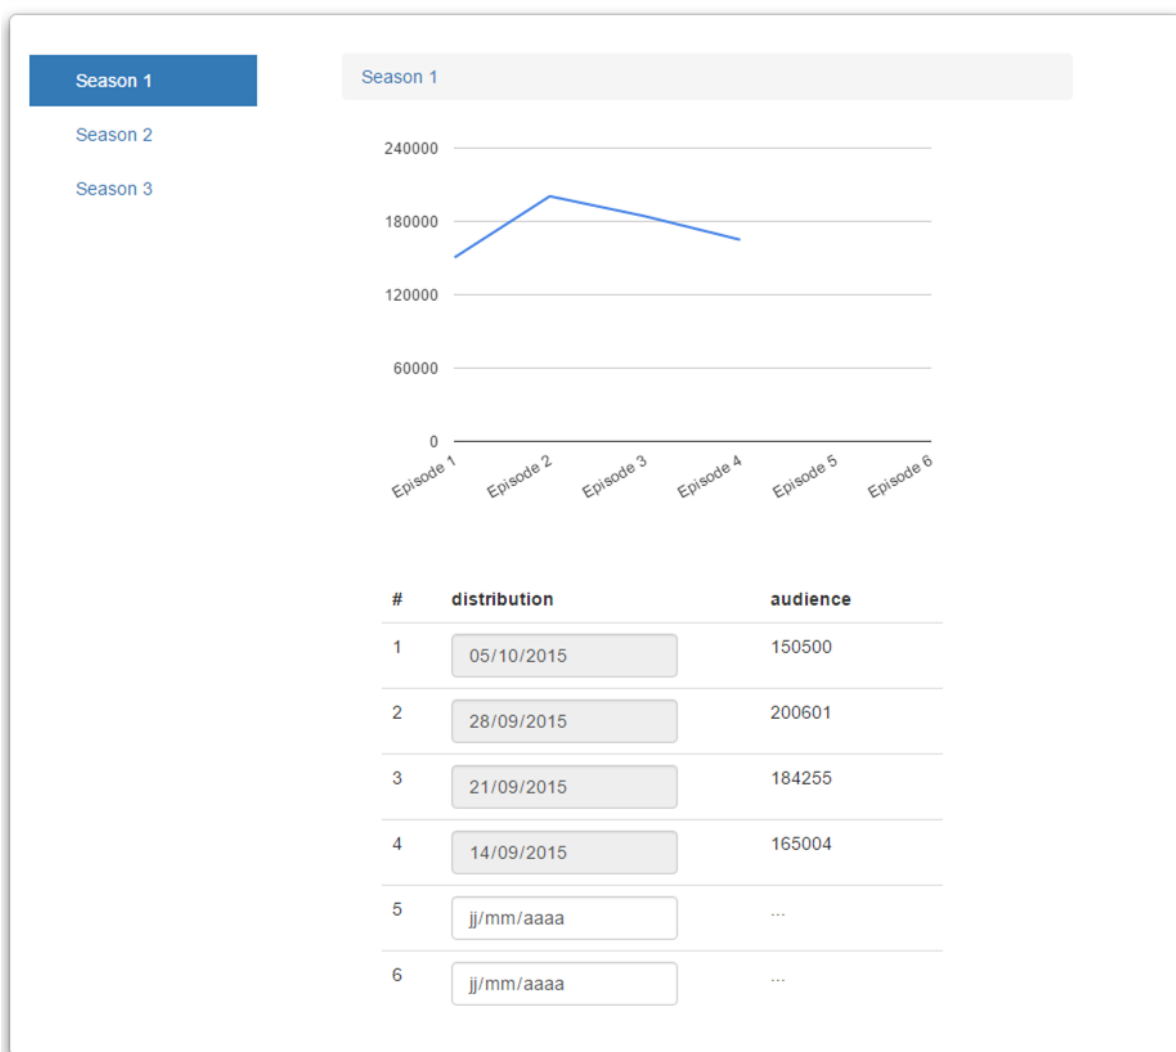 Season 1
Season 2
Season 3
Season 1
240000
180000
120000
60000
0
Episode 1 Episode 2 Episode 3 Episode 4 Episode 5 Episode 6
# distribution audience
1 05/10/2015 150500
2 28/09/2015 200601
3 21/09/2015 184255
4 14/09/2015 165004
5 jj/mm/aaaa ...
6 jj/mm/aaaa ...